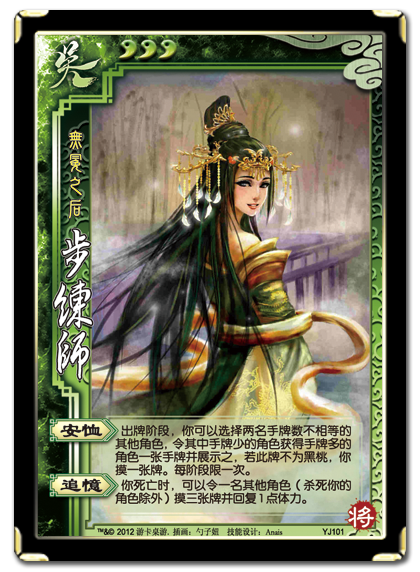 吴
無冕之后
步練師
安恤
出牌阶段，你可以选择两名手牌数不相等的
其他角色，令其中手牌少的角色获得手牌多的
角色一张手牌并展示之，若此牌不为黑桃，你
摸一张牌。每阶段限一次。
追憶
你死亡时，可以令一名其他角色（杀死你的
角色除外）摸三张牌并回复1点体力。
™&© 2012 游卡桌游. 插画：勺子妞 技能设计：Anais
YJ101
将